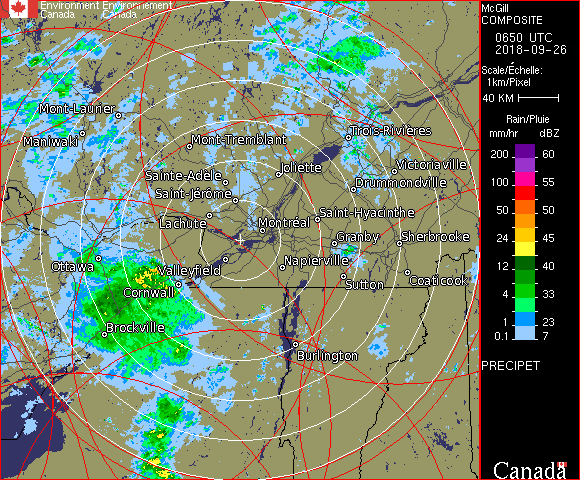 Environment Environnement
Canada Canada
Mont-Laurier
Maniwaki
Mont-Tremblant
Trois-Rivières
Joliette
Victoriaville
Sainte-Adèle
Drummondville
Saint-Jérôme
Lachute
Saint-Hyacinthe
Montréal
Granby
Sherbrooke
Ottawa
Valleyfield
Napierville
Cornwall
Sutton
Coaticook
Brockville
Burlington
McGill
COMPOSITE
0650 UTC
2018-09-26
Scale/Échelle:
1km/Pixel
40 KM
Rain/Pluie
mm/hr dBZ
200 60
100 55
50 50
24 45
12 40
4 33
1 23
0.1 7
PRECIPET
Canada